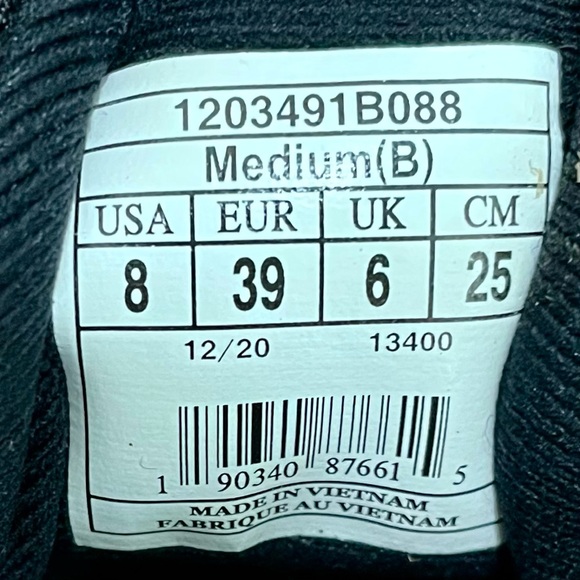 1203491B088
Medium(B)
USA EUR UK CM
8 39 6 25
12/20 13400
1 90340 87661 5
MADE IN VIETNAM
FABRIQUE AU VIETNAM